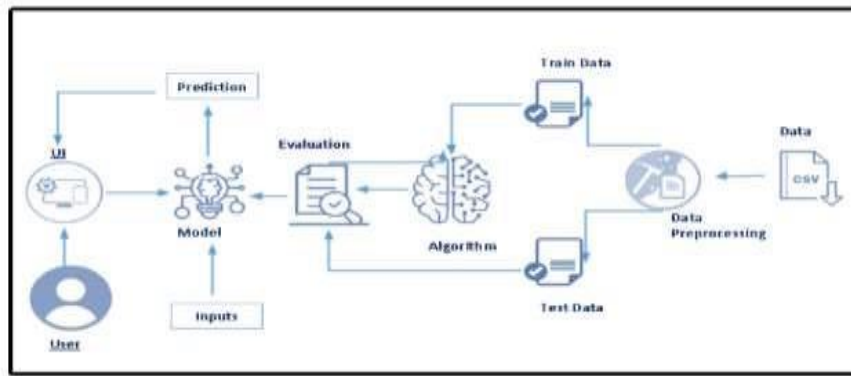 Train Data
Prediction
Evaluation
Data
UI
CSV
Model
Algorithm
Data
Preprocessing
Inputs
Test Data
User